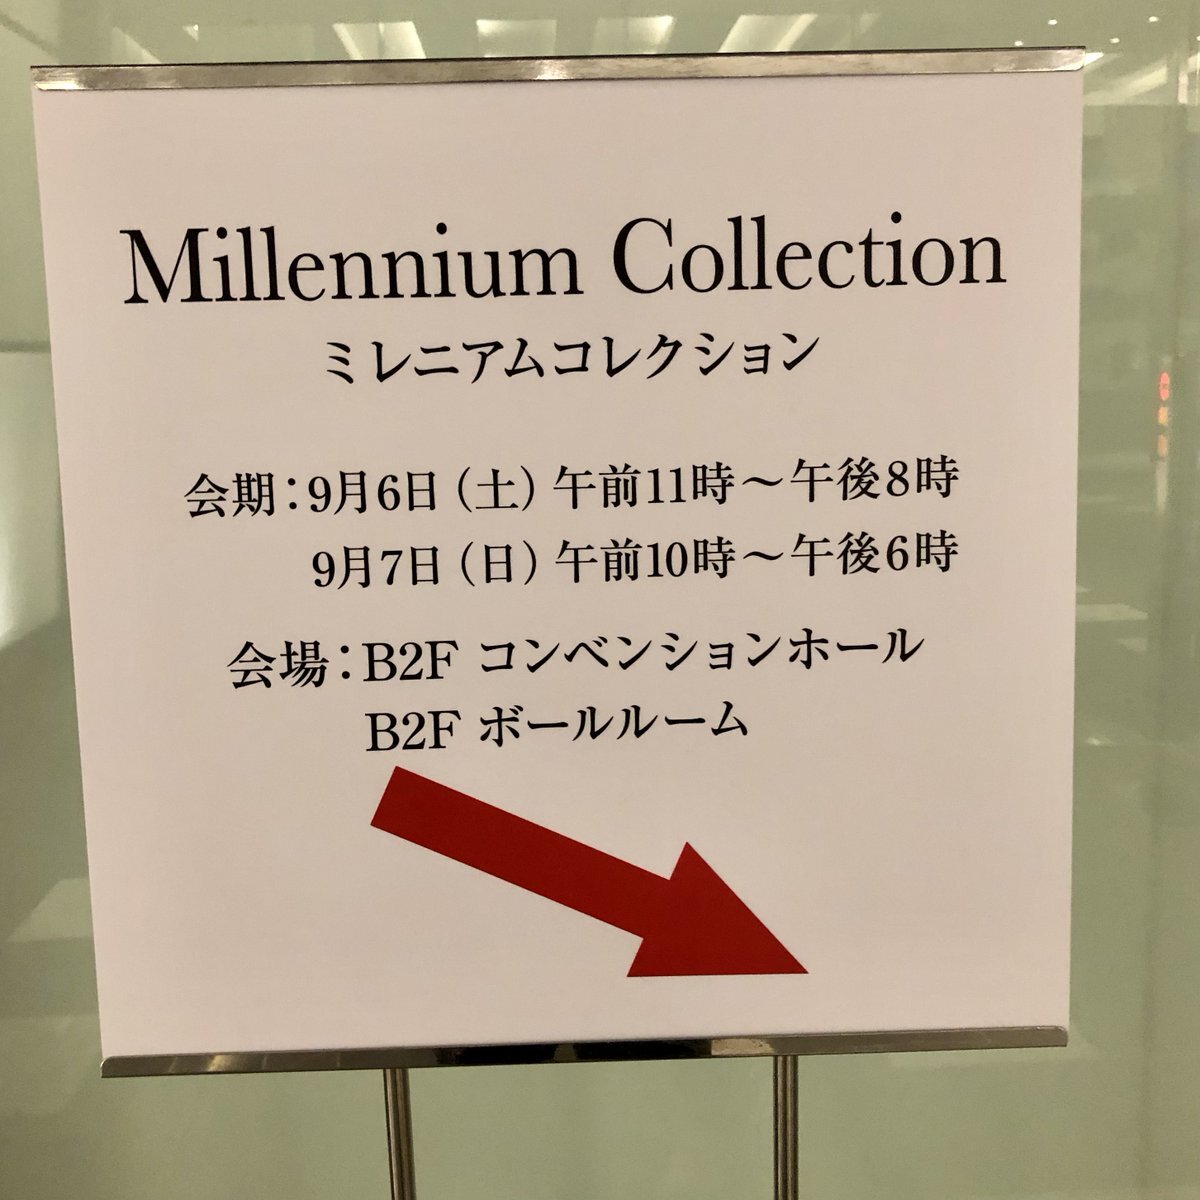 Millennium Collection
ミレニアムコレクション
会期：9月6日（土）午前11時～午後8時
9月7日（日）午前10時～午後6時
会場：B2F コンベンションホール
B2F ボールルーム